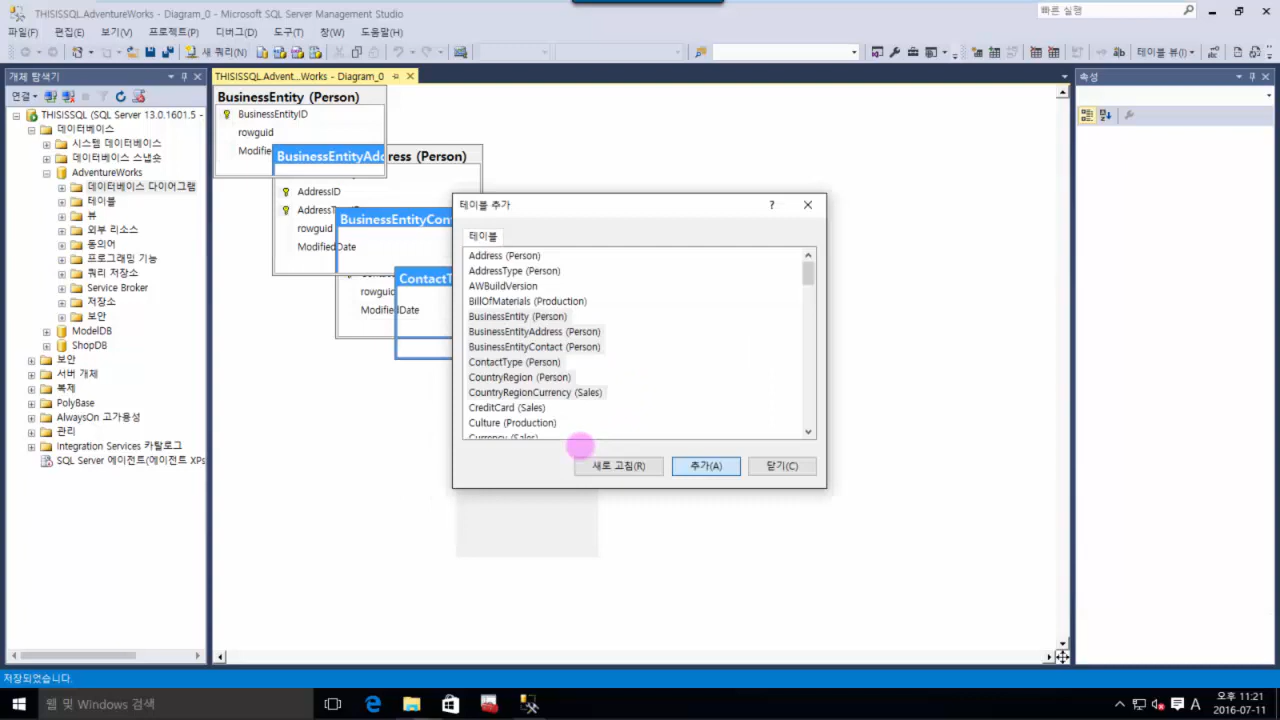 THISISSQL.AdventureWorks - Diagram_0 - Microsoft SQL Server Management Studio
빠른 실행
파일(F) 편집(E) 보기(V) 프로젝트(P) 디버그(D) 도구(T) 창(W) 도움말(H)
새 쿼리(N)
테이블 뷰(I)
개체 탐색기
THISISSQL.Advent...Works - Diagram_0
속성
연결
THISISSQL (SQL Server 13.0.1601.5 -
데이터베이스
시스템 데이터베이스
데이터베이스 스냅숏
AdventureWorks
데이터베이스 다이어그램
테이블
뷰
외부 리소스
동의어
프로그래밍 기능
쿼리 저장소
Service Broker
저장소
보안
ModelDB
ShopDB
보안
서버 개체
복제
PolyBase
AlwaysOn 고가용성
관리
Integration Services 카탈로그
SQL Server 에이전트(에이전트 XPs
BusinessEntity (Person)
BusinessEntityID
rowguid
Modifie
BusinessEntityAdd
ress (Person)
AddressID
AddressT
rowguid
ModifiedDate
BusinessEntityCon
rowguid
ModifiedDate
ContactT
테이블 추가
?
테이블
Address (Person)
AddressType (Person)
AWBuildVersion
BillOfMaterials (Production)
BusinessEntity (Person)
BusinessEntityAddress (Person)
BusinessEntityContact (Person)
ContactType (Person)
CountryRegion (Person)
CountryRegionCurrency (Sales)
CreditCard (Sales)
Culture (Production)
Currency (Sales)
새로 고침(R) 추가(A) 닫기(C)
저장되었습니다.
웹 및 Windows 검색
A
오후 11:21
2016-07-11